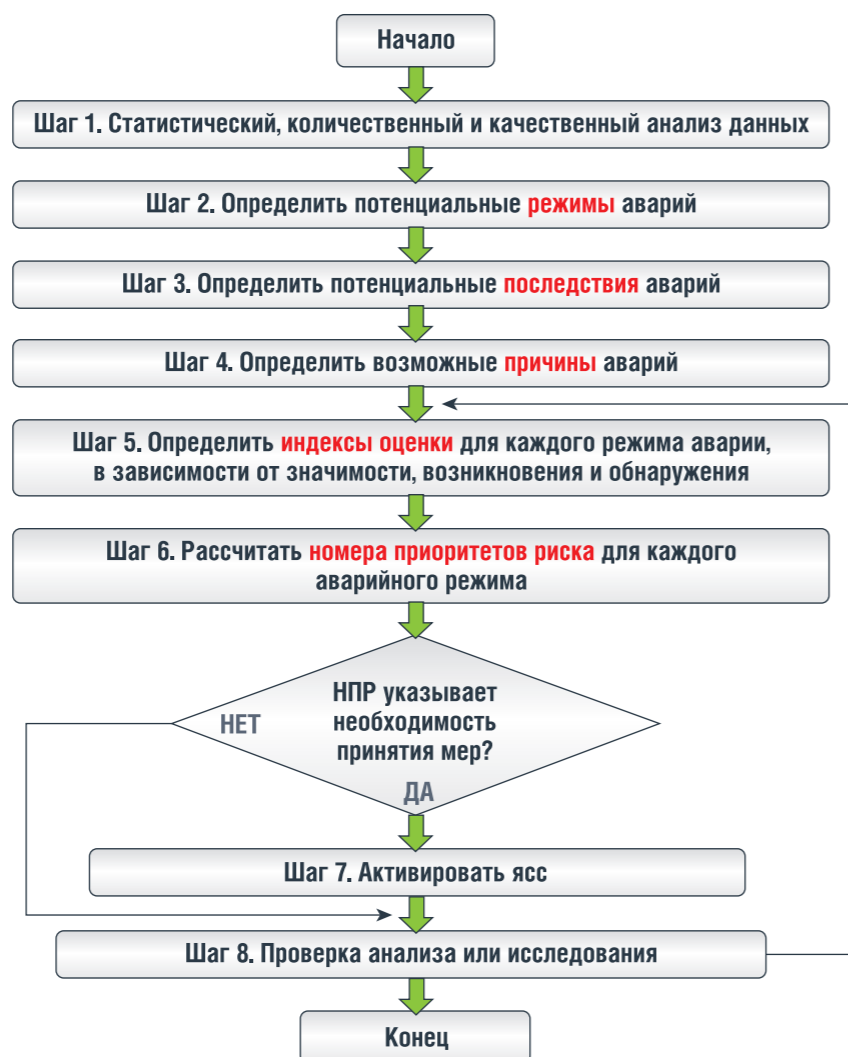 Начало
Шаг 1. Статистический, количественный и качественный анализ данных
Шаг 2. Определить потенциальные режимы аварий
Шаг 3. Определить потенциальные последствия аварий
Шаг 4. Определить возможные причины аварий
Шаг 5. Определить индексы оценки для каждого режима аварии,
в зависимости от значимости, возникновения и обнаружения
Шаг 6. Рассчитать номера приоритетов риска для каждого
аварийного режима
НПР указывает
необходимость
принятия мер?
НЕТ
ДА
Шаг 7. Активировать ясс
Шаг 8. Проверка анализа или исследования
Конец